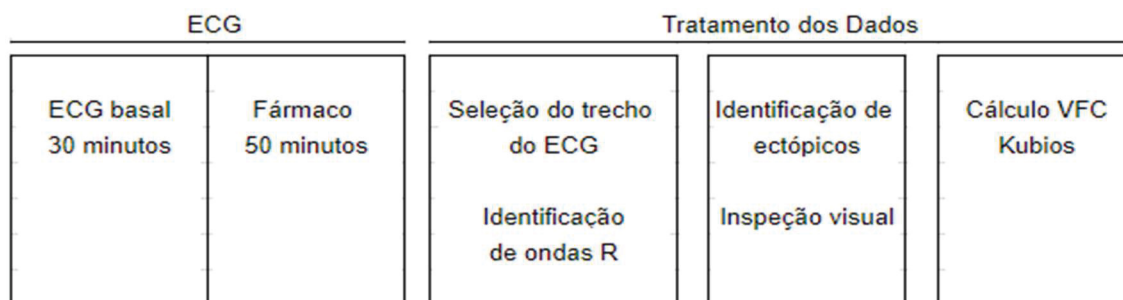 ECG
Tratamento dos Dados
ECG basal
30 minutos
Fármaco
50 minutos
Seleção do trecho
do ECG
Identificação
de ondas R
Identificação de
ectópicos
Inspeção visual
Cálculo VFC
Kubios